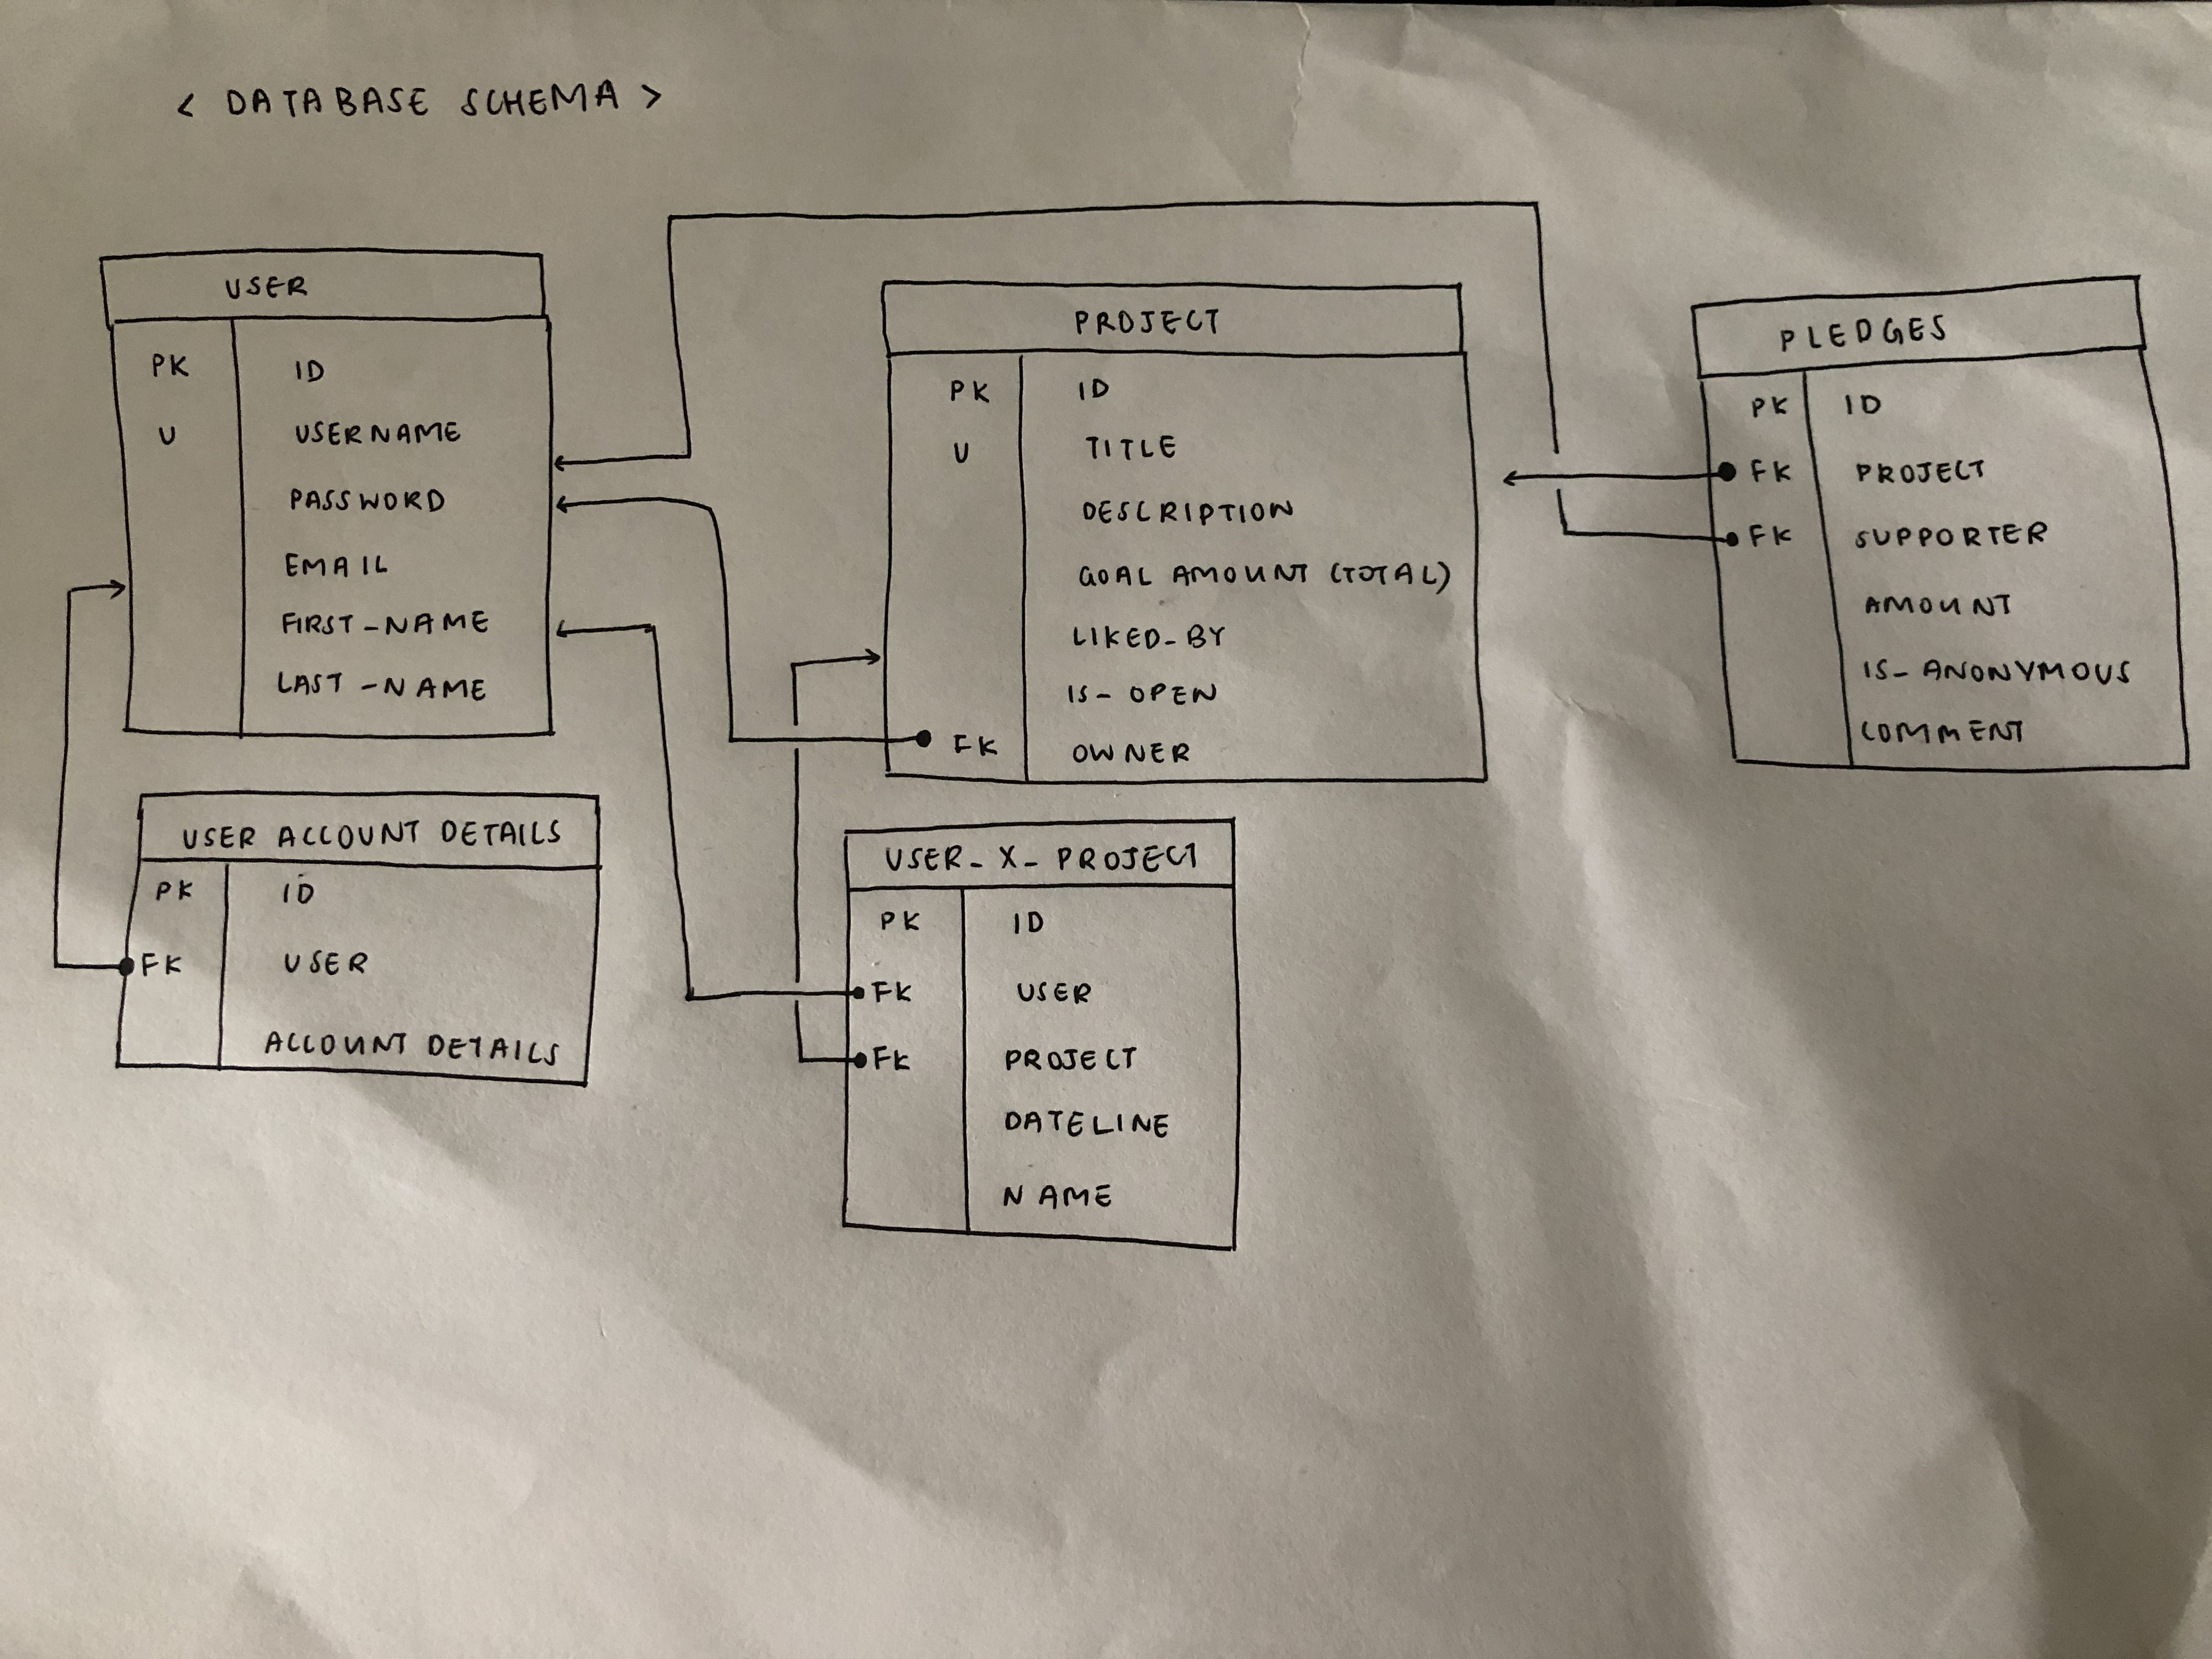 < DATABASE SCHEMA >
USER
PK ID
U USERNAME
PASSWORD
EMAIL
FIRST-NAME
LAST-NAME
USER ACCOUNT DETAILS
PK ID
FK USER
ACCOUNT DETAILS
PROJECT
PK ID
U TITLE
DESCRIPTION
GOAL AMOUNT (TOTAL)
LIKED-BY
IS-OPEN
FK OWNER
USER-X-PROJECT
PK ID
FK USER
FK PROJECT
DATELINE
NAME
PLEDGES
PK ID
FK PROJECT
FK SUPPORTER
AMOUNT
IS-ANONYMOUS
COMMENT